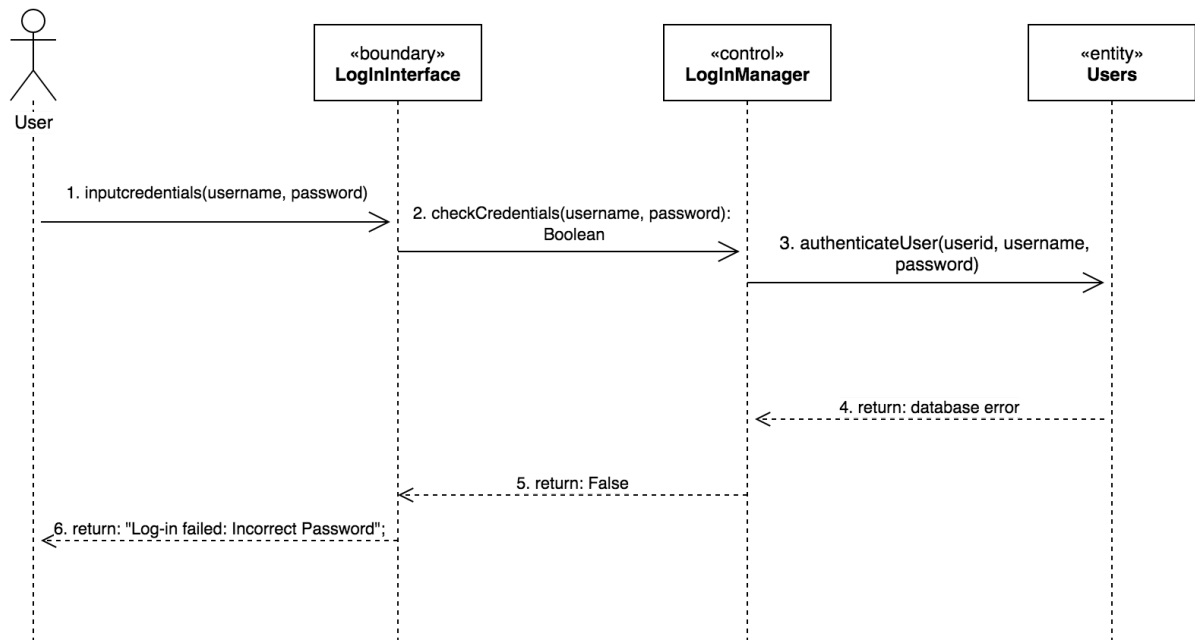 «boundary»
LogInInterface
«control»
LogInManager
«entity»
Users
User
1. inputcredentials(username, password)
2. checkCredentials(username, password):
Boolean
3. authenticateUser(userid, username,
password)
4. return: database error
5. return: False
6. return: "Log-in failed: Incorrect Password";